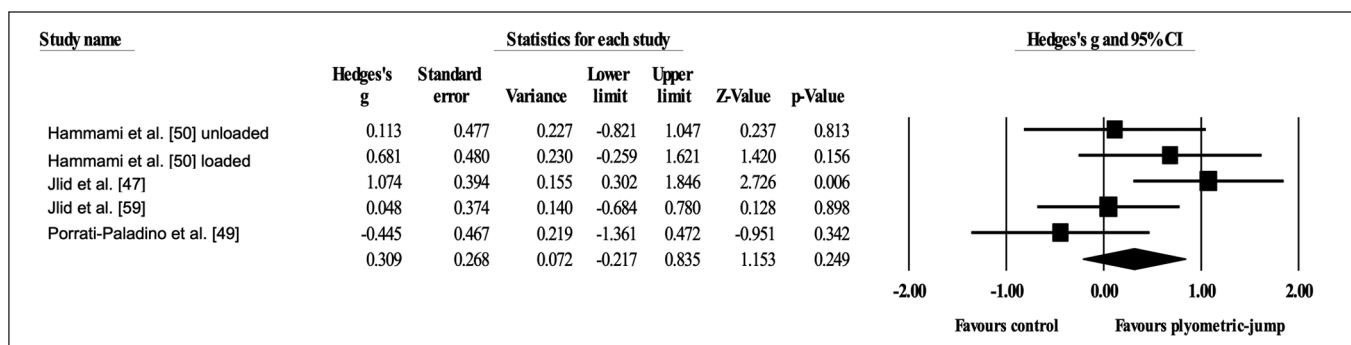 Study name Statistics for each study Hedges's g and 95% CI
Hedges's Standard Lower Upper
g error Variance limit limit Z-Value p-Value
Hammami et al. [50] unloaded 0.113 0.477 0.227 -0.821 1.047 0.237 0.813
Hammami et al. [50] loaded 0.681 0.480 0.230 -0.259 1.621 1.420 0.156
Jlid et al. [47] 1.074 0.394 0.155 0.302 1.846 2.726 0.006
Jlid et al. [59] 0.048 0.374 0.140 -0.684 0.780 0.128 0.898
Porrati-Paladino et al. [49] -0.445 0.467 0.219 -1.361 0.472 -0.951 0.342
0.309 0.268 0.072 -0.217 0.835 1.153 0.249
-2.00 -1.00 0.00 1.00 2.00
Favours control Favours plyometric-jump